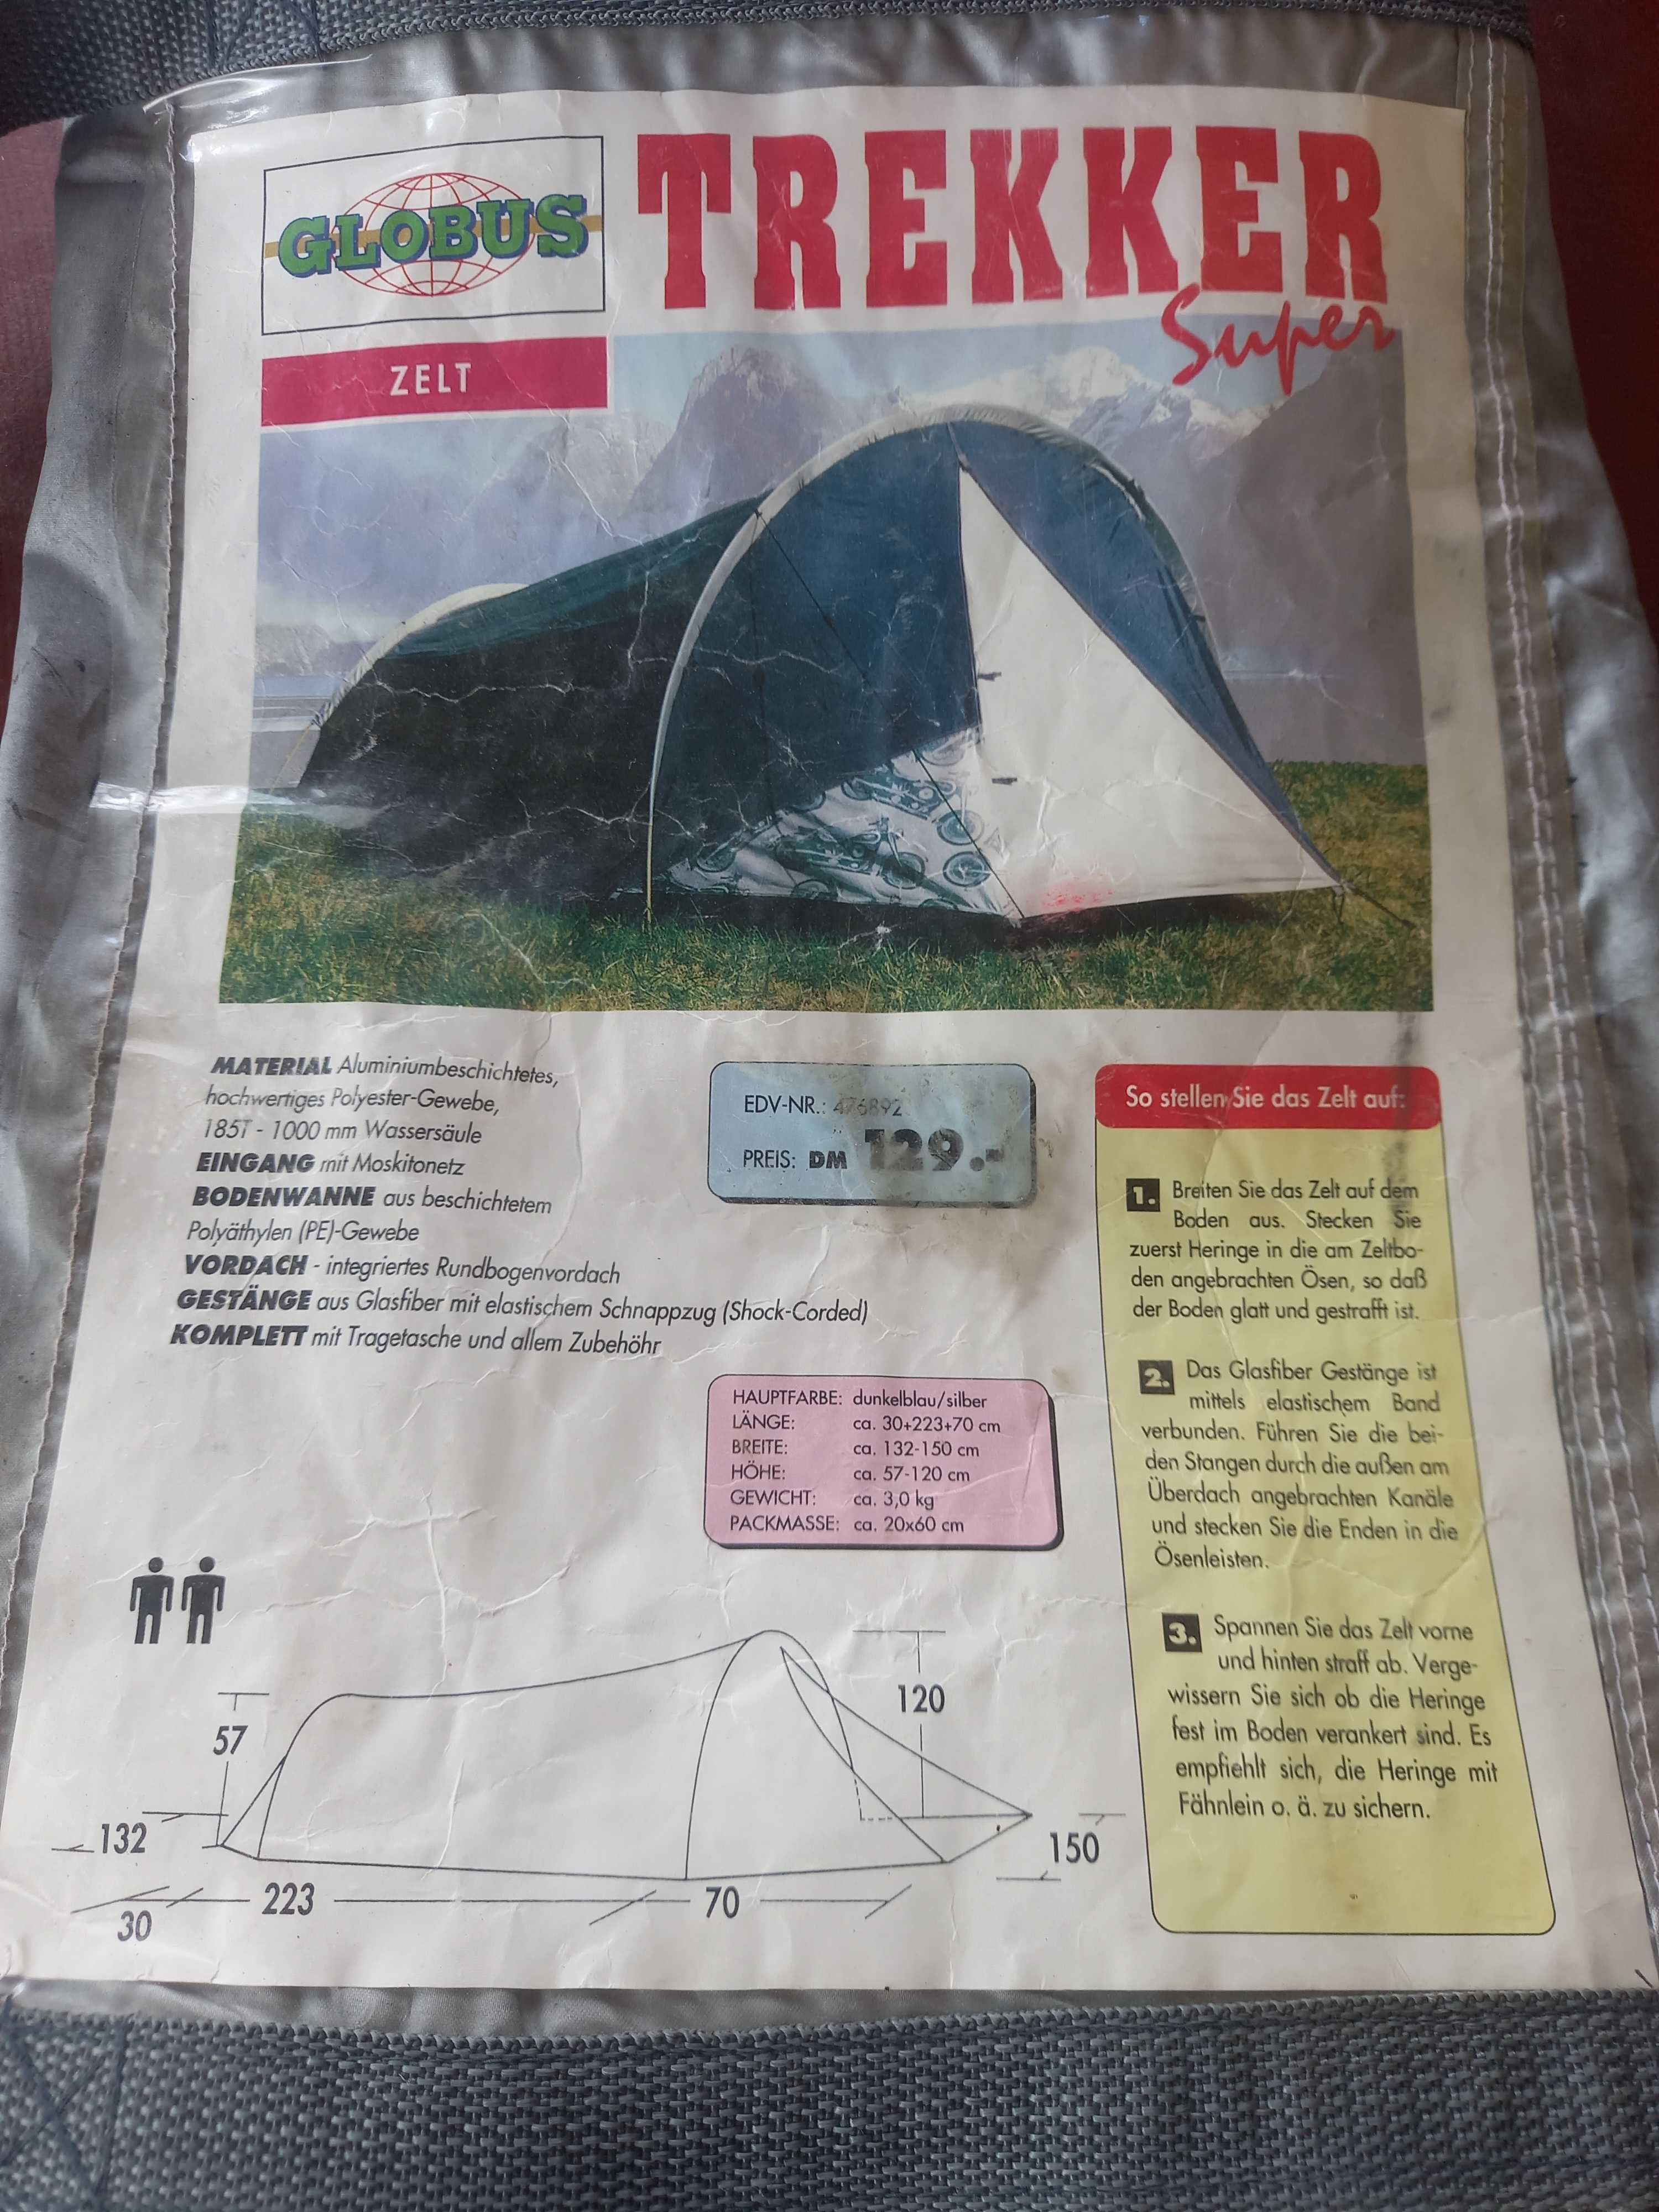 GLOBUS
TREKKER
Super
ZELT
MATERIAL Aluminiumbeschichtetes,
hochwertiges Polyester-Gewebe,
185T - 1000 mm Wassersäule
EINGANG mit Moskitonetz
BODENWANNE aus beschichtetem
Polyäthylen (PE)-Gewebe
VORDACH - integriertes Rundbogenvordach
GESTÄNGE aus Glasfiber mit elastischem Schnappzug (Shock-Corded)
KOMPLETT mit Tragetasche und allem Zubehöhr
EDV-NR.: 476892
PREIS: DM 129.-
HAUPTFARBE: dunkelblau/silber
LÄNGE: ca. 30+223+70 cm
BREITE: ca. 132-150 cm
HÖHE: ca. 57-120 cm
GEWICHT: ca. 3,0 kg
PACKMASSE: ca. 20x60 cm
So stellen Sie das Zelt auf:
1. Breiten Sie das Zelt auf dem
Boden aus. Stecken Sie
zuerst Heringe in die am Zeltbo-
den angebrachten Ösen, so daß
der Boden glatt und gestrafft ist.
2. Das Glasfiber Gestänge ist
mittels elastischem Band
verbunden. Führen Sie die bei-
den Stangen durch die außen am
Überdach angebrachten Kanäle
und stecken Sie die Enden in die
Ösenleisten.
3. Spannen Sie das Zelt vorne
und hinten straff ab. Verge-
wissern Sie sich ob die Heringe
fest im Boden verankert sind. Es
empfiehlt sich, die Heringe mit
Fähnlein o. ä. zu sichern.
57
120
132
150
223
70
30